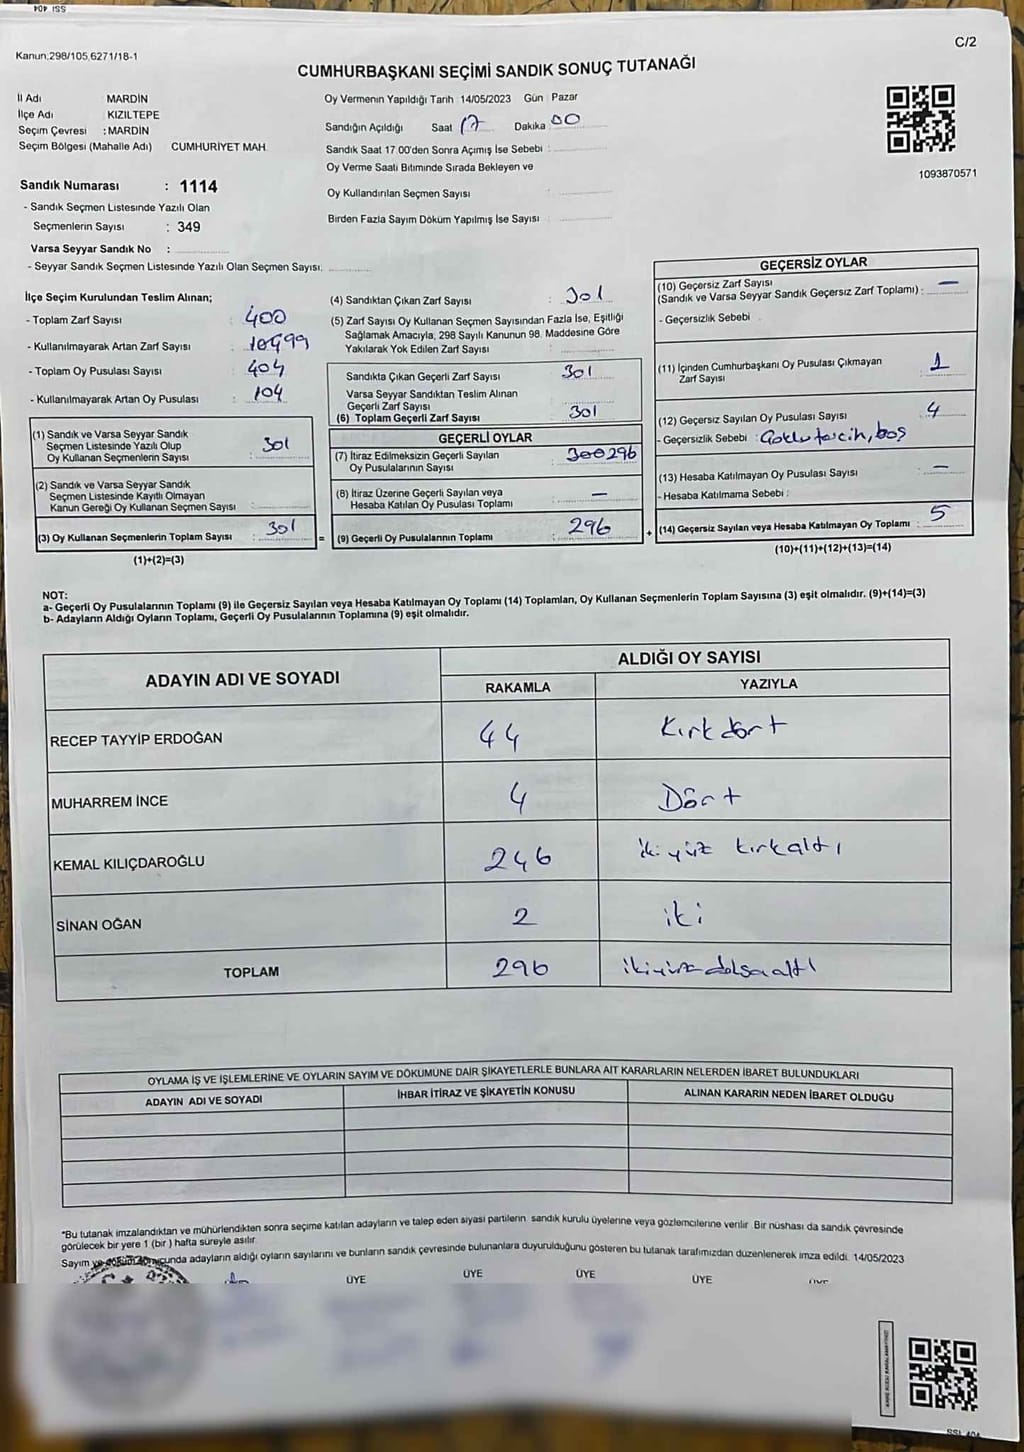 Kanun.298/105,6271/18-1
C/2
CUMHURBAŞKANI SEÇİMİ SANDIK SONUÇ TUTANAĞI
İl Adı MARDİN
İlçe Adı : KIZILTEPE
Seçim Çevresi : MARDİN
Seçim Bölgesi (Mahalle Adı) CUMHURİYET MAH.
Sandık Numarası : 1114
- Sandık Seçmen Listesinde Yazılı Olan
Seçmenlerin Sayısı : 349
Varsa Seyyar Sandık No :
- Seyyar Sandık Seçmen Listesinde Yazılı Olan Seçmen Sayısı:
Oy Vermenin Yapıldığı Tarih 14/05/2023 Gün Pazar
Sandığın Açıldığı Saat 17 Dakika 00
Sandık Saat 17.00'den Sonra Açımış İse Sebebi :
Oy Verme Saati Bitiminde Sırada Bekleyen ve
Oy Kullandırılan Seçmen Sayısı :
Birden Fazla Sayım Döküm Yapılmış İse Sayısı :
1093870571
İlçe Seçim Kurulundan Teslim Alınan;
- Toplam Zarf Sayısı : 400
- Kullanılmayarak Artan Zarf Sayısı : 99
- Toplam Oy Pusulası Sayısı : 404
- Kullanılmayarak Artan Oy Pusulası : 104
(1) Sandık ve Varsa Seyyar Sandık
Seçmen Listesinde Yazılı Olup
Oy Kullanan Seçmenlerin Sayısı : 301
(2) Sandık ve Varsa Seyyar Sandık
Seçmen Listesinde Kayıtlı Olmayan
Kanun Gereği Oy Kullanan Seçmen Sayısı :
(3) Oy Kullanan Seçmenlerin Toplam Sayısı : 301
(1)+(2)=(3)
(4) Sandıktan Çıkan Zarf Sayısı : 301
(5) Zarf Sayısı Oy Kullanan Seçmen Sayısından Fazla İse, Eşitliği
Sağlamak Amacıyla, 298 Sayılı Kanunun 98. Maddesine Göre
Yakılarak Yok Edilen Zarf Sayısı :
Sandıkta Çıkan Geçerli Zarf Sayısı : 301
Varsa Seyyar Sandıktan Teslim Alınan
Geçerli Zarf Sayısı
(6) Toplam Geçerli Zarf Sayısı : 301
GEÇERLİ OYLAR
(7) İtiraz Edilmeksizin Geçerli Sayılan
Oy Pusulalarının Sayısı : 300 296
(8) İtiraz Üzerine Geçerli Sayılan veya
Hesaba Katılan Oy Pusulası Toplamı : —
(9) Geçerli Oy Pusulalarının Toplamı : 296
GEÇERSİZ OYLAR
(10) Geçersiz Zarf Sayısı
(Sandık ve Varsa Seyyar Sandık Geçersiz Zarf Toplamı) : —
- Geçersizlik Sebebi :
(11) İçinden Cumhurbaşkanı Oy Pusulası Çıkmayan
Zarf Sayısı : 1
(12) Geçersiz Sayılan Oy Pusulası Sayısı : 4
- Geçersizlik Sebebi : Çoklu tercih, boş
(13) Hesaba Katılmayan Oy Pusulası Sayısı : —
- Hesaba Katılmama Sebebi :
(14) Geçersiz Sayılan veya Hesaba Katılmayan Oy Toplamı : 5
(10)+(11)+(12)+(13)=(14)
NOT:
a- Geçerli Oy Pusulalarının Toplamı (9) ile Geçersiz Sayılan veya Hesaba Katılmayan Oy Toplamı (14) Toplamları, Oy Kullanan Seçmenlerin Toplam Sayısına (3) eşit olmalıdır. (9)+(14)=(3)
b- Adayların Aldığı Oyların Toplamı, Geçerli Oy Pusulalarının Toplamına (9) eşit olmalıdır.
ADAYIN ADI VE SOYADI
ALDIĞI OY SAYISI
RAKAMLA YAZIYLA
RECEP TAYYİP ERDOĞAN 44 Kırkdört
MUHARREM İNCE 4 Dört
KEMAL KILIÇDAROĞLU 246 ikiyüz kırkaltı
SİNAN OĞAN 2 iki
TOPLAM 296 ikiyüzdoksanaltı
OYLAMA İŞ VE İŞLEMLERİNE VE OYLARIN SAYIM VE DÖKÜMÜNE DAİR ŞİKAYETLERLE BUNLARA AİT KARARLARIN NELERDEN İBARET BULUNDUKLARI
ADAYIN ADI VE SOYADI İHBAR İTİRAZ VE ŞİKAYETİN KONUSU ALINAN KARARIN NEDEN İBARET OLDUĞU
*Bu tutanak imzalandıktan ve mühürlendikten sonra seçime katılan adayların ve talep eden siyasi partilerin sandık kurulu üyelerine veya gözlemcilerine verilir. Bir nüshası da sandık çevresinde
görülecek bir yere 1 (bir) hafta süreyle asılır.
Sayım ve döküm sonucunda adayların aldığı oyların sayılarını ve bunların sandık çevresinde bulunanlara duyurulduğunu gösteren bu tutanak tarafımızdan düzenlenerek imza edildi. 14/05/2023
ÜYE ÜYE ÜYE ÜYE